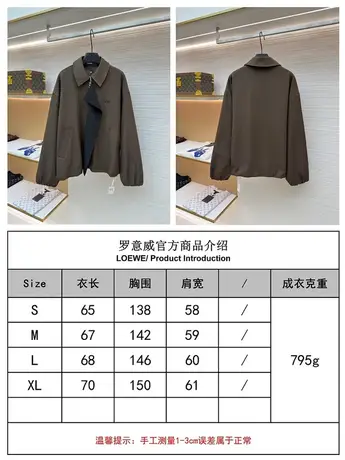 罗意威官方商品介绍
LOEWE/ Product Introduction
Size 衣长 胸围 肩宽 / 成衣克重
S 65 138 58 /
M 67 142 59 /
L 68 146 60 /
XL 70 150 61 /
795g
温馨提示：手工测量1-3cm误差属于正常